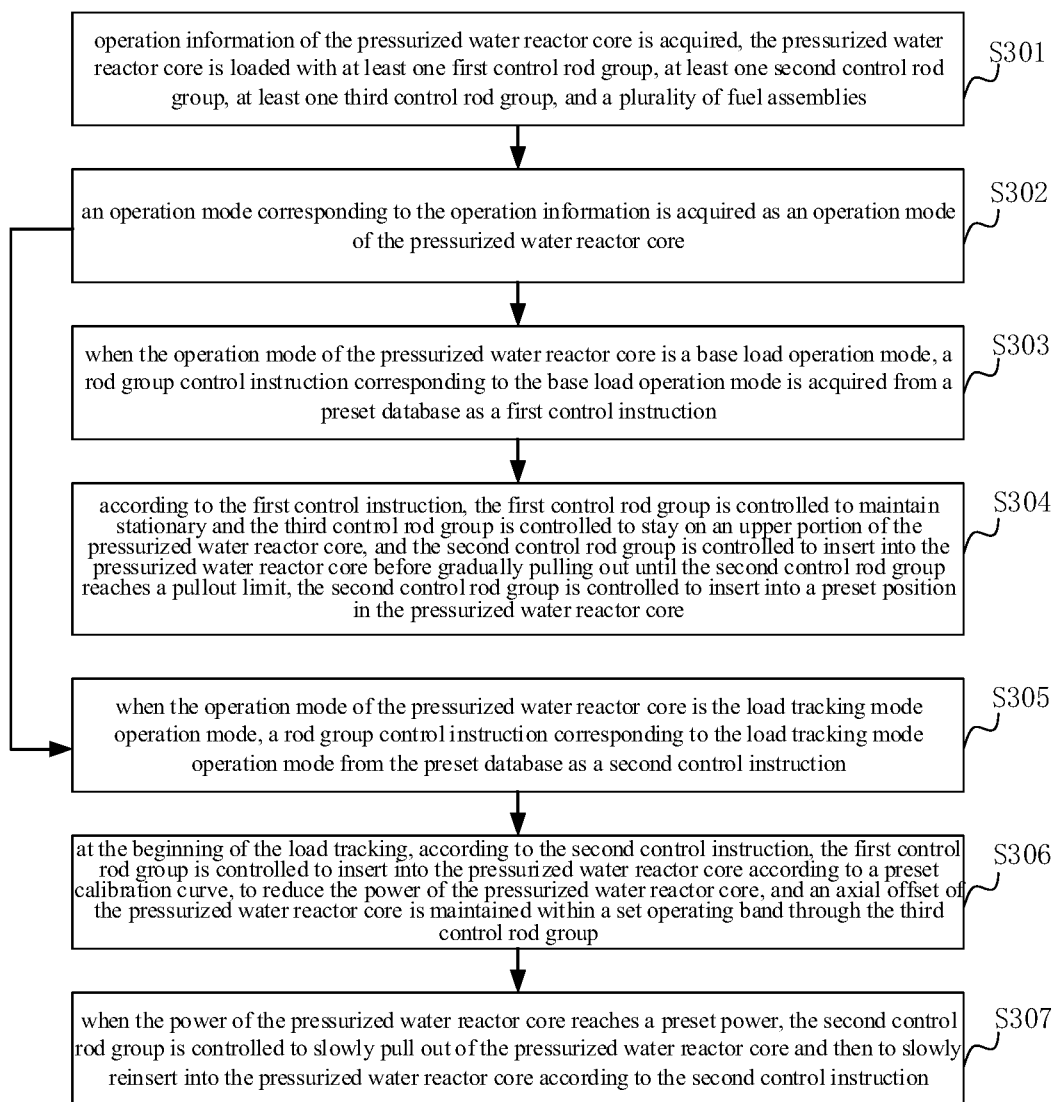 operation information of the pressurized water reactor core is acquired, the pressurized water
reactor core is loaded with at least one first control rod group, at least one second control rod
group, at least one third control rod group, and a plurality of fuel assemblies
S301
an operation mode corresponding to the operation information is acquired as an operation mode
of the pressurized water reactor core
S302
when the operation mode of the pressurized water reactor core is a base load operation mode, a
rod group control instruction corresponding to the base load operation mode is acquired from a
preset database as a first control instruction
S303
according to the first control instruction, the first control rod group is controlled to maintain
stationary and the third control rod group is controlled to stay on an upper portion of the
pressurized water reactor core, and the second control rod group is controlled to insert into the
pressurized water reactor core before gradually pulling out until the second control rod group
reaches a pullout limit, the second control rod group is controlled to insert into a preset position
in the pressurized water reactor core
S304
when the operation mode of the pressurized water reactor core is the load tracking mode
operation mode, a rod group control instruction corresponding to the load tracking mode
operation mode from the preset database as a second control instruction
S305
at the beginning of the load tracking, according to the second control instruction, the first control
rod group is controlled to insert into the pressurized water reactor core according to a preset
calibration curve, to reduce the power of the pressurized water reactor core, and an axial offset of
the pressurized water reactor core is maintained within a set operating band through the third
control rod group
S306
when the power of the pressurized water reactor core reaches a preset power, the second control
rod group is controlled to slowly pull out of the pressurized water reactor core and then to slowly
reinsert into the pressurized water reactor core according to the second control instruction
S307